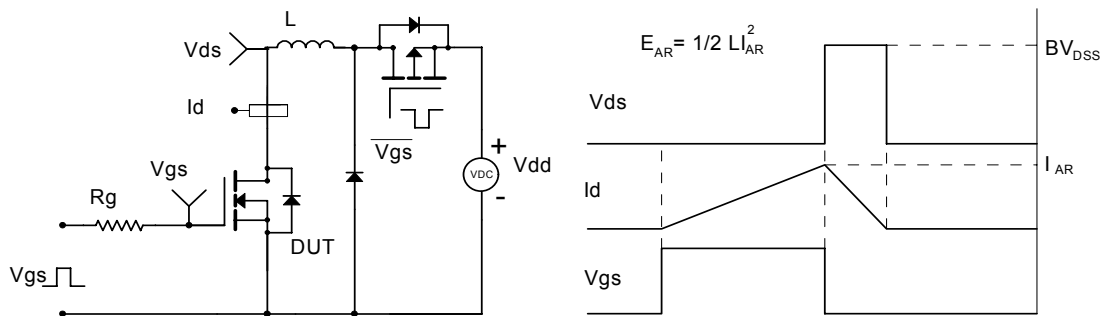 L
Vds
Id
Vgs
Vgs
Rg
DUT
Vgs
+
VDC
-
Vdd
E_AR = 1/2 LI_AR^2
BV_DSS
Vds
I_AR
Id
Vgs